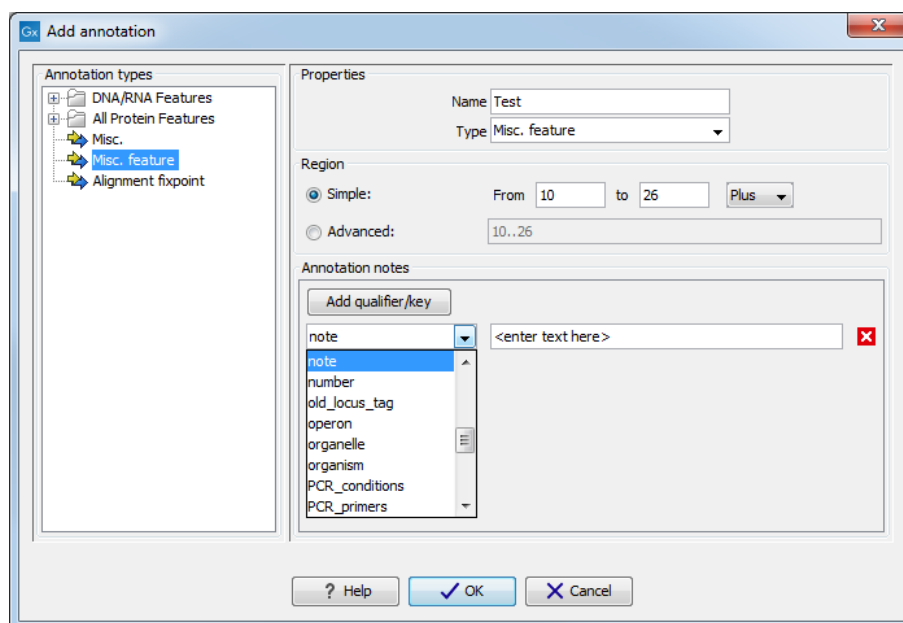 Gx Add annotation
Annotation types
DNA/RNA Features
All Protein Features
Misc.
Misc. feature
Alignment fixpoint
Properties
Name Test
Type Misc. feature
Region
Simple: From 10 to 26 Plus
Advanced: 10..26
Annotation notes
Add qualifier/key
note <enter text here>
note
number
old_locus_tag
operon
organelle
organism
PCR_conditions
PCR_primers
? Help OK Cancel